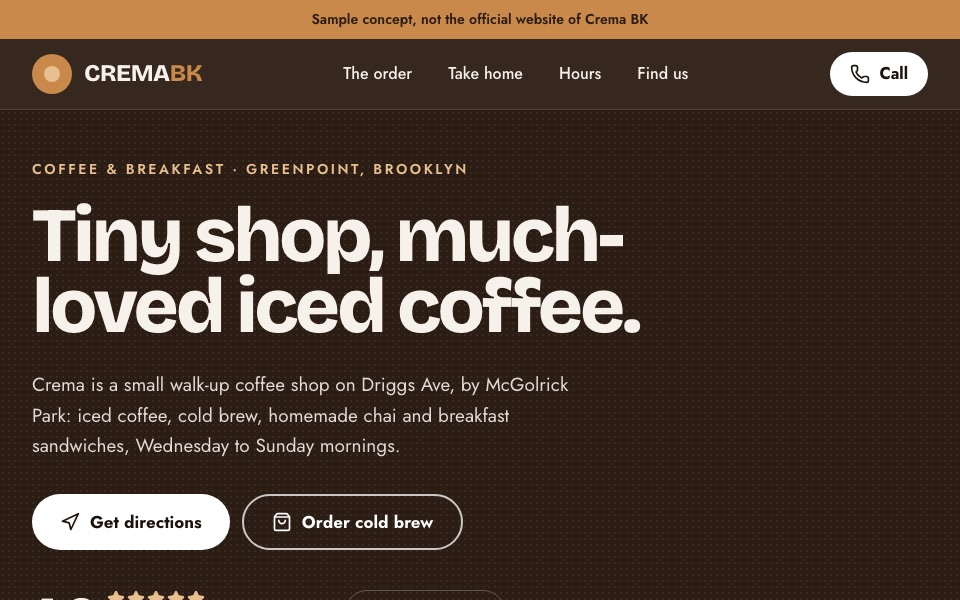 Sample concept, not the official website of Crema BK
CREMABK
The order
Take home
Hours
Find us
Call
COFFEE & BREAKFAST · GREENPOINT, BROOKLYN
Tiny shop, much-
loved iced coffee.
Crema is a small walk-up coffee shop on Driggs Ave, by McGolrick
Park: iced coffee, cold brew, homemade chai and breakfast
sandwiches, Wednesday to Sunday mornings.
Get directions
Order cold brew